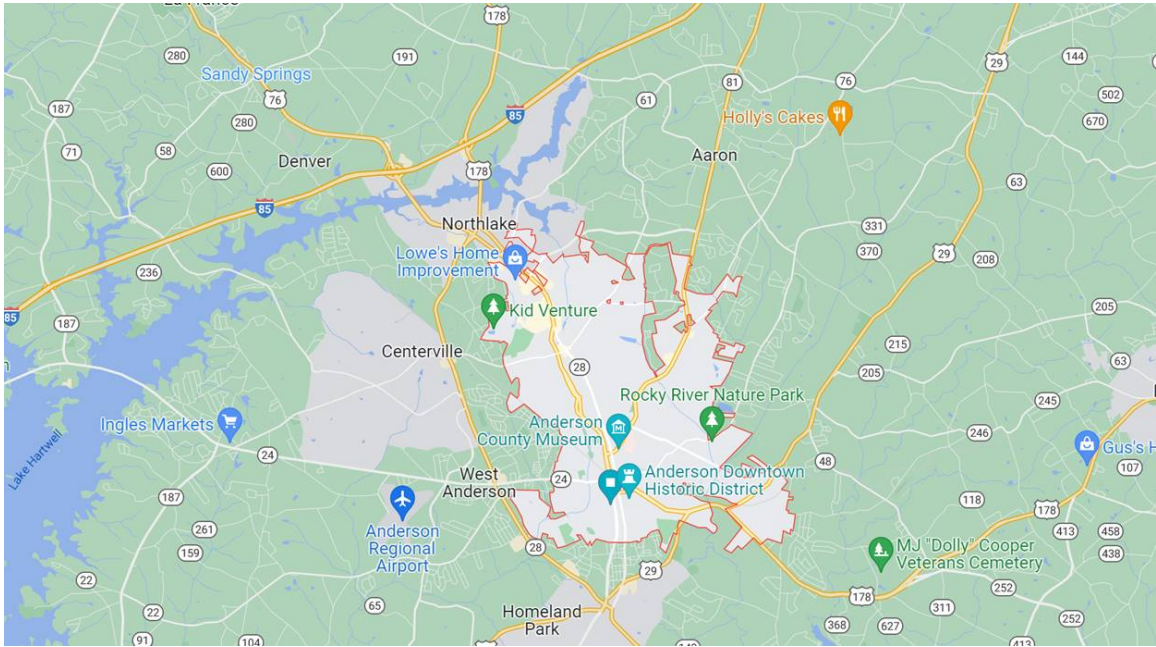 La France
178
191
280
Sandy Springs
76
187
280
85
71
58
Denver
600
178
85
61
81
76
29
144
502
670
Holly's Cakes
Aaron
63
Northlake
331
370
29
208
Lowe's Home
Improvement
236
85
187
Kid Venture
205
Centerville
28
215
205
63
Rocky River Nature Park
245
Ingles Markets
Anderson
County Museum
246
Gus's H
Lake Hartwell
24
West
Anderson
24
Anderson Downtown
Historic District
48
107
187
118
178
Anderson
Regional
Airport
261
159
28
413
458
438
MJ "Dolly" Cooper
Veterans Cemetery
29
22
178
252
22
65
Homeland
Park
311
252
368
627
91
104
413